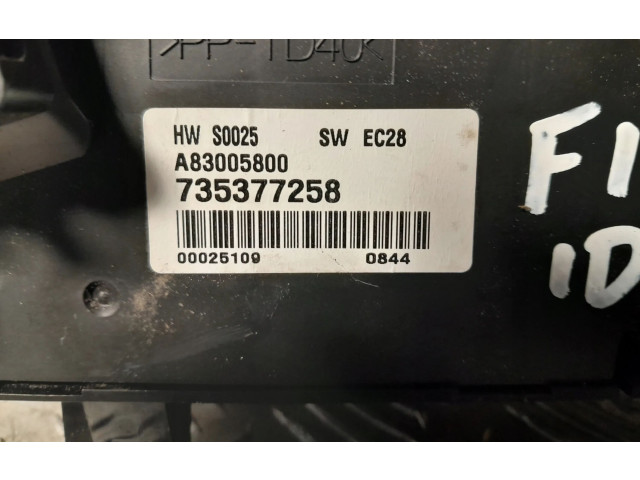 >PP-TD40<
HW S0025 SW EC28
A83005800
735377258
00025109 0844
FI
ID